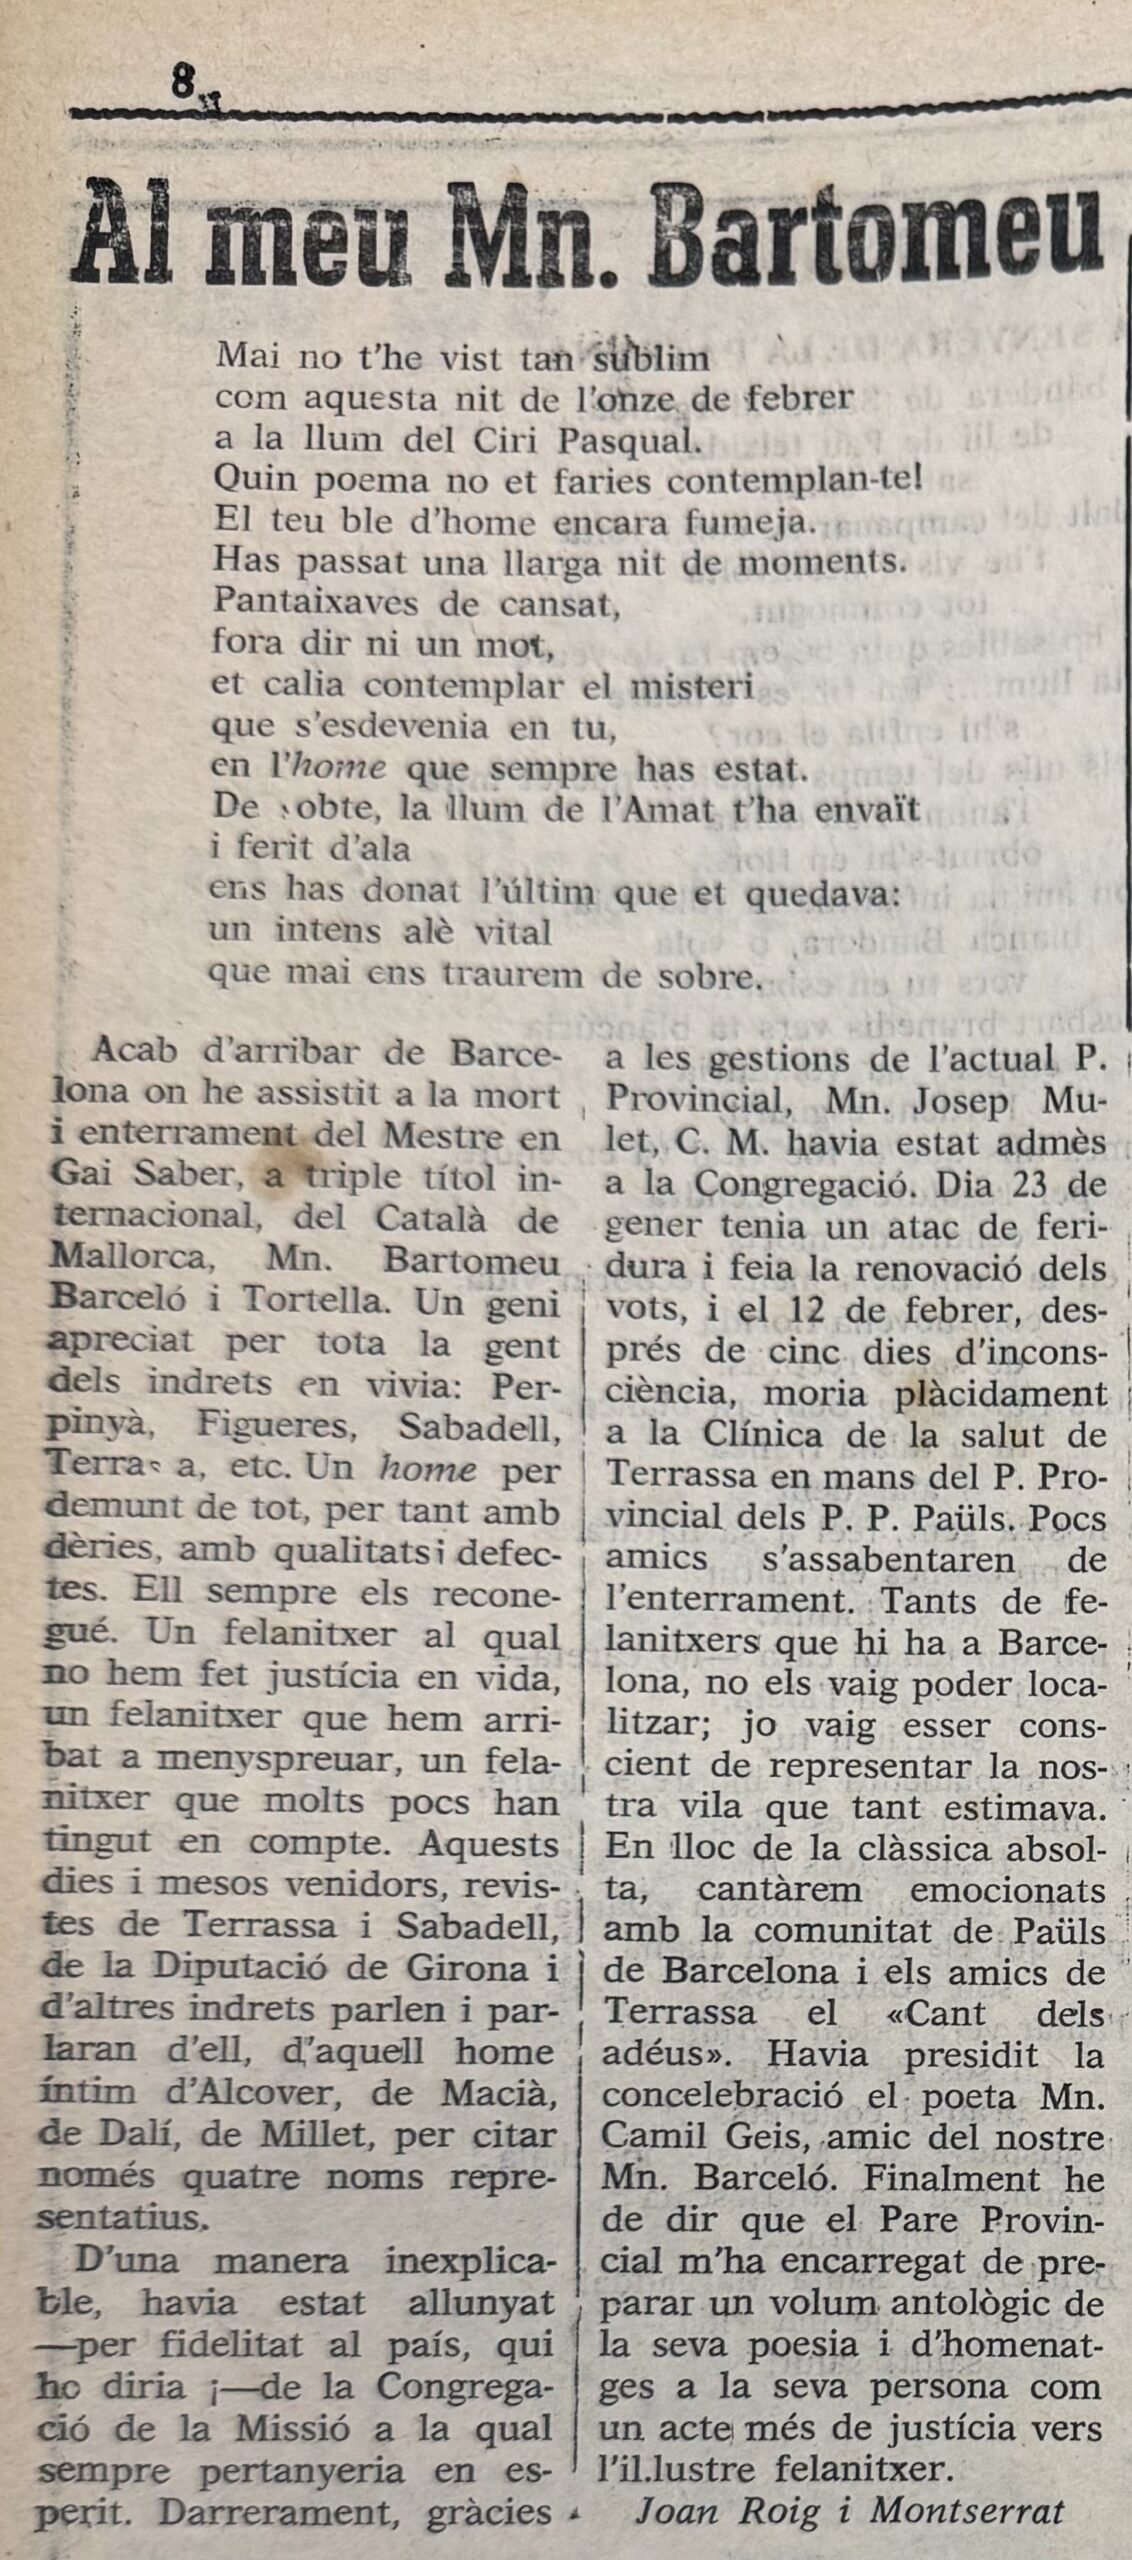 8
Al meu Mn. Bartomeu
Mai no t'he vist tan sublim
com aquesta nit de l'onze de febrer
a la llum del Ciri Pasqual.
Quin poema no et faries contemplan-te!
El teu ble d'home encara fumeja.
Has passat una llarga nit de moments.
Pantaixaves de cansat,
fora dir ni un mot,
et calia contemplar el misteri
que s'esdevenia en tu,
en l'home que sempre has estat.
De sobte, la llum de l'Amat t'ha envaït
i ferit d'ala
ens has donat l'últim que et quedava:
un intens alè vital
que mai ens traurem de sobre.
Acab d'arribar de Barce-
lona on he assistit a la mort
i enterrament del Mestre en
Gai Saber, a triple títol in-
ternacional, del Català de
Mallorca, Mn. Bartomeu
Barceló i Tortella. Un geni
apreciat per tota la gent
dels indrets en vivia: Per-
pinyà, Figueres, Sabadell,
Terrassa, etc. Un home per
demunt de tot, per tant amb
dèries, amb qualitats i defec-
tes. Ell sempre els recone-
gué. Un felanitxer al qual
no hem fet justícia en vida,
un felanitxer que hem arri-
bat a menyspreuar, un fela-
nitxer que molts pocs han
tingut en compte. Aquests
dies i mesos venidors, revis-
tes de Terrassa i Sabadell,
de la Diputació de Girona i
d'altres indrets parlen i par-
laran d'ell, d'aquell home
íntim d'Alcover, de Macià,
de Dalí, de Millet, per citar
només quatre noms repre-
sentatius.
D'una manera inexplica-
ble, havia estat allunyat
—per fidelitat al país, qui
ho diria ¡—de la Congrega-
ció de la Missió a la qual
sempre pertanyeria en es-
perit. Darrerament, gràcies
a les gestions de l'actual P.
Provincial, Mn. Josep Mu-
let, C. M. havia estat admès
a la Congregació. Dia 23 de
gener tenia un atac de feri-
dura i feia la renovació dels
vots, i el 12 de febrer, des-
prés de cinc dies d'incons-
ciència, moria plàcidament
a la Clínica de la salut de
Terrassa en mans del P. Pro-
vincial dels P. P. Paüls. Pocs
amics s'assabentaren de
l'enterrament. Tants de fe-
lanitxers que hi ha a Barce-
lona, no els vaig poder loca-
litzar; jo vaig esser cons-
cient de representar la nos-
tra vila que tant estimava.
En lloc de la clàssica absol-
ta, cantàrem emocionats
amb la comunitat de Paüls
de Barcelona i els amics de
Terrassa el «Cant dels
adéus». Havia presidit la
concelebració el poeta Mn.
Camil Geis, amic del nostre
Mn. Barceló. Finalment he
de dir que el Pare Provin-
cial m'ha encarregat de pre-
parar un volum antològic de
la seva poesia i d'homenat-
ges a la seva persona com
un acte més de justícia vers
l'il.lustre felanitxer.
Joan Roig i Montserrat